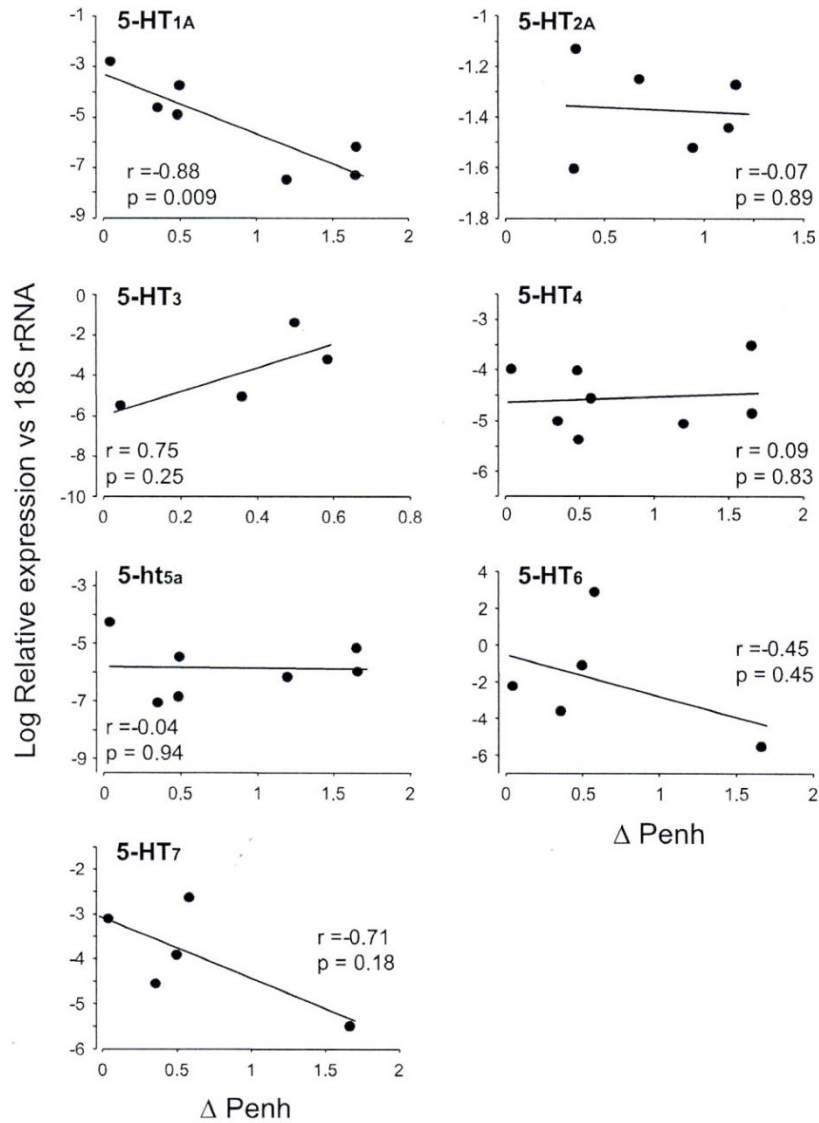 5-HT1A
-1
-3
-5
-7
-9
r =-0.88
p = 0.009
0
0.5
1
1.5
2
5-HT2A
-1
-1.2
-1.4
-1.6
-1.8
r =-0.07
p = 0.89
0
0.5
1
1.5
Log Relative expression vs 18S rRNA
5-HT3
0
-2
-4
-6
-8
-10
r = 0.75
p = 0.25
0
0.2
0.4
0.6
0.8
5-HT4
-3
-4
-5
-6
r = 0.09
p = 0.83
0
0.5
1
1.5
2
5-ht5a
-3
-5
-7
-9
r =-0.04
p = 0.94
0
0.5
1
1.5
2
5-HT6
4
2
0
-2
-4
-6
r =-0.45
p = 0.45
0
0.5
1
1.5
2
Δ Penh
5-HT7
-2
-3
-4
-5
-6
r =-0.71
p = 0.18
0
0.5
1
1.5
2
Δ Penh